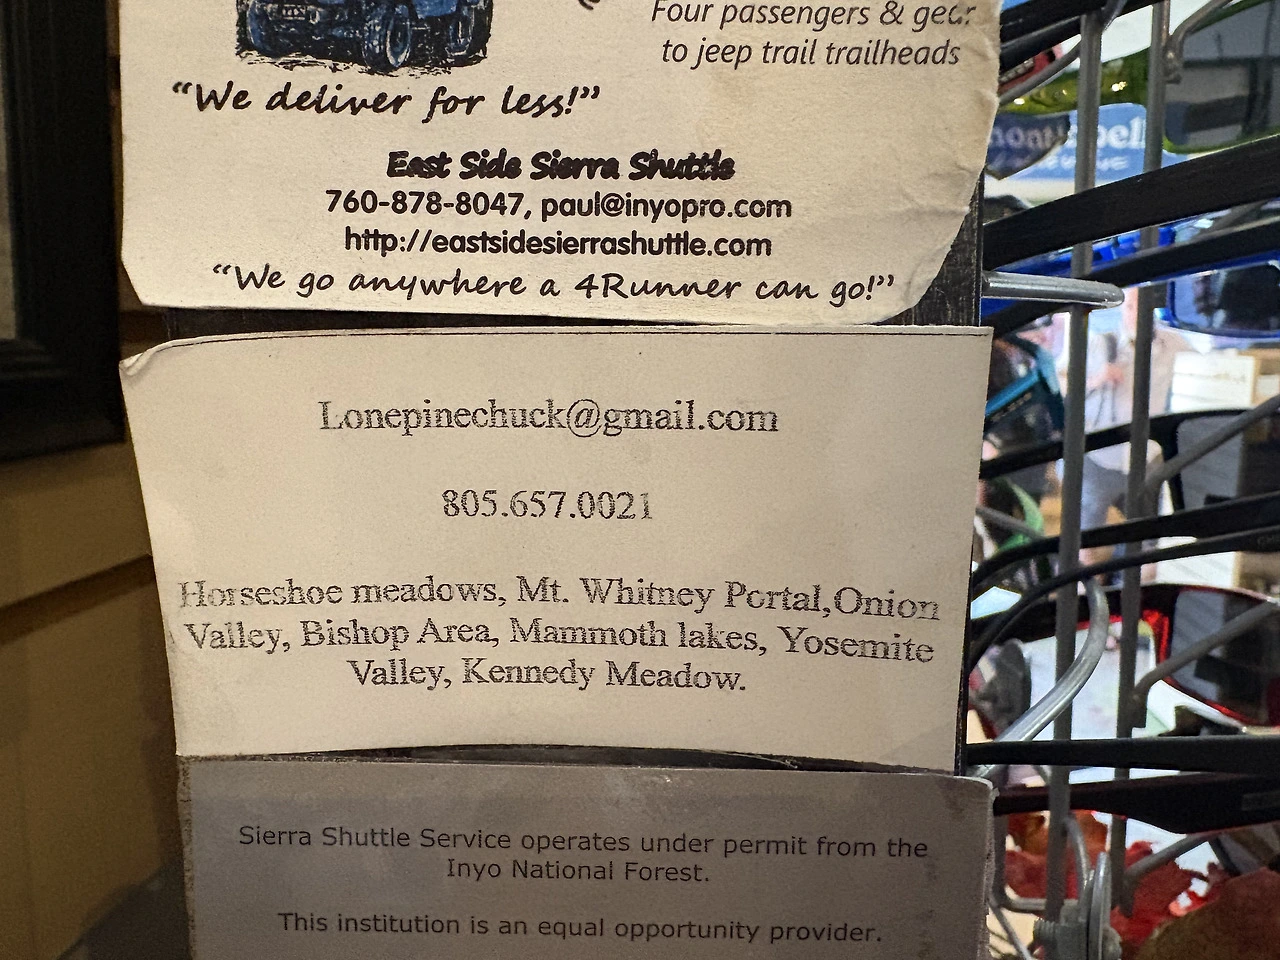 Four passengers & gear
to jeep trail trailheads
“We deliver for less!”
East Side Sierra Shuttle
760-878-8047, paul@inyopro.com
http://eastsidesierrashuttle.com
“We go anywhere a 4Runner can go!”
Lonepinechuck@gmail.com
805.657.0021
Horseshoe meadows, Mt. Whitney Portal,Onion
Valley, Bishop Area, Mammoth lakes, Yosemite
Valley, Kennedy Meadow.
Sierra Shuttle Service operates under permit from the
Inyo National Forest.
This institution is an equal opportunity provider.